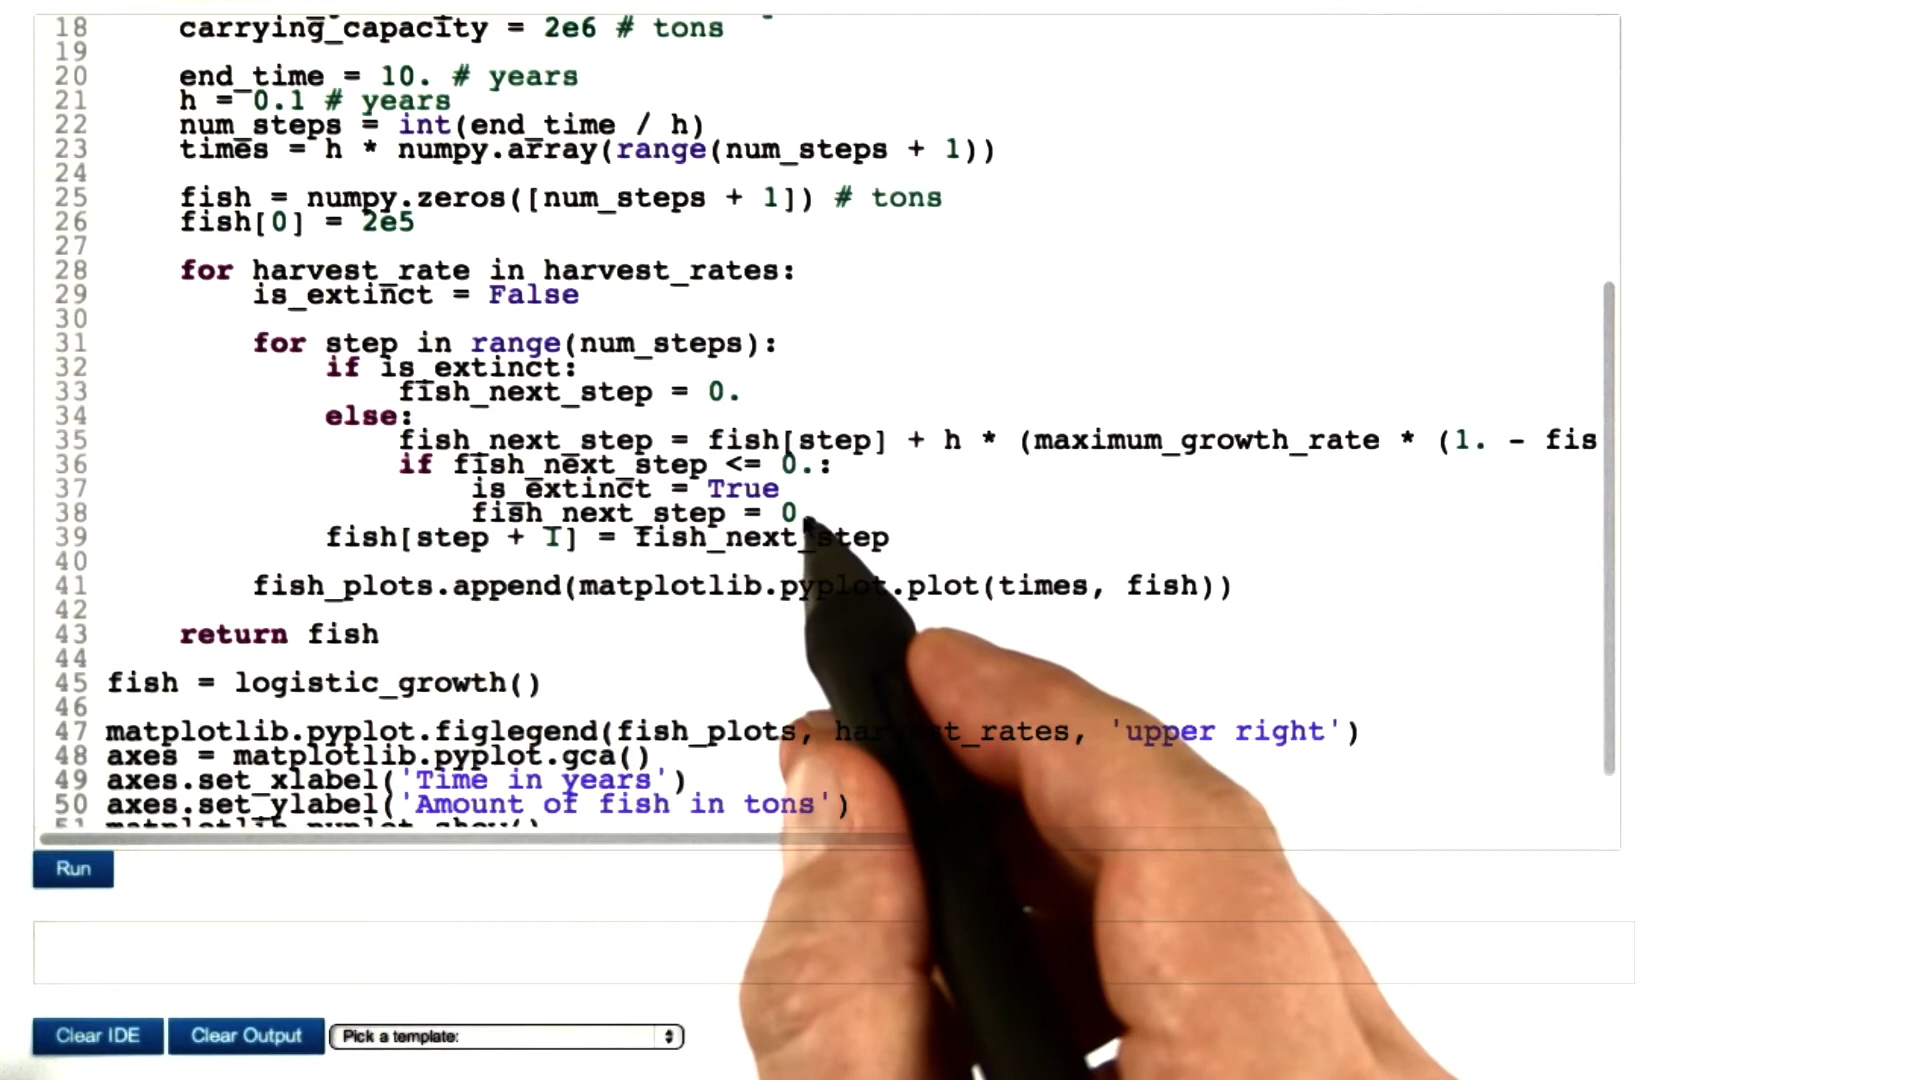 18 carrying_capacity = 2e6 # tons
19
20 end_time = 10. # years
21 h = 0.1 # years
22 num_steps = int(end_time / h)
23 times = h * numpy.array(range(num_steps + 1))
24
25 fish = numpy.zeros([num_steps + 1]) # tons
26 fish[0] = 2e5
27
28 for harvest_rate in harvest_rates:
29 is_extinct = False
30
31 for step in range(num_steps):
32 if is_extinct:
33 fish_next_step = 0.
34 else:
35 fish_next_step = fish[step] + h * (maximum_growth_rate * (1. - fis
36 if fish_next_step <= 0.:
37 is_extinct = True
38 fish_next_step = 0.
39 fish[step + 1] = fish_next_step
40
41 fish_plots.append(matplotlib.pyplot.plot(times, fish))
42
43 return fish
44
45 fish = logistic_growth()
46
47 matplotlib.pyplot.figlegend(fish_plots, harvest_rates, 'upper right')
48 axes = matplotlib.pyplot.gca()
49 axes.set_xlabel('Time in years')
50 axes.set_ylabel('Amount of fish in tons')
51 matplotlib.pyplot.show()
Run
Clear IDE Clear Output Pick a template: